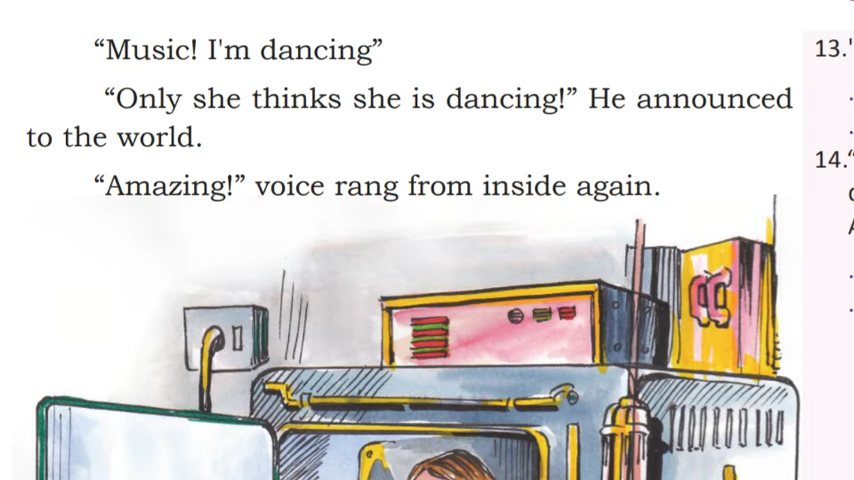 “Music! I'm dancing”
“Only she thinks she is dancing!” He announced
to the world.
“Amazing!” voice rang from inside again.
13.'
14.“